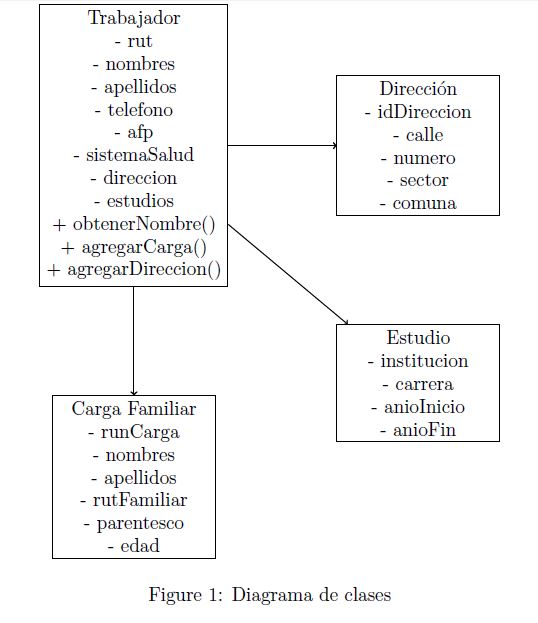 Trabajador
- rut
- nombres
- apellidos
- telefono
- afp
- sistemaSalud
- direccion
- estudios
+ obtenerNombre()
+ agregarCarga()
+ agregarDireccion()
Dirección
- idDireccion
- calle
- numero
- sector
- comuna
Estudio
- institucion
- carrera
- anioInicio
- anioFin
Carga Familiar
- runCarga
- nombres
- apellidos
- rutFamiliar
- parentesco
- edad
Figure 1: Diagrama de clases